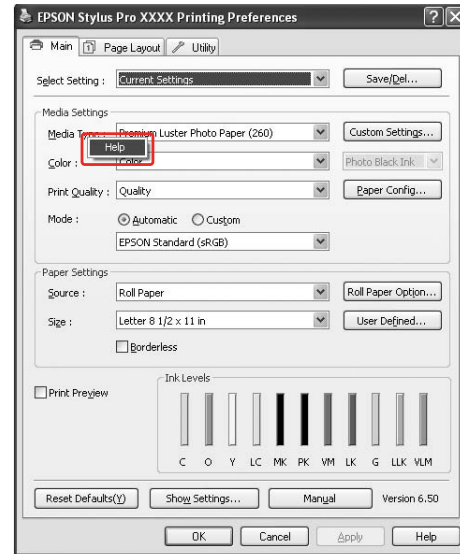 EPSON Stylus Pro XXXX Printing Preferences
Main Page Layout Utility
Select Setting : Current Settings Save/Del...
Media Settings
Media Type : Premium Luster Photo Paper (260) Custom Settings...
Help
Color : Color Photo Black Ink
Print Quality : Quality Paper Config...
Mode : Automatic Custom
EPSON Standard (sRGB)
Paper Settings
Source : Roll Paper Roll Paper Option...
Size : Letter 8 1/2 x 11 in User Defined...
Borderless
Print Preview
Ink Levels
C O Y LC MK PK VM LK G LLK VLM
Reset Defaults(Y) Show Settings... Manual Version 6.50
OK Cancel Apply Help